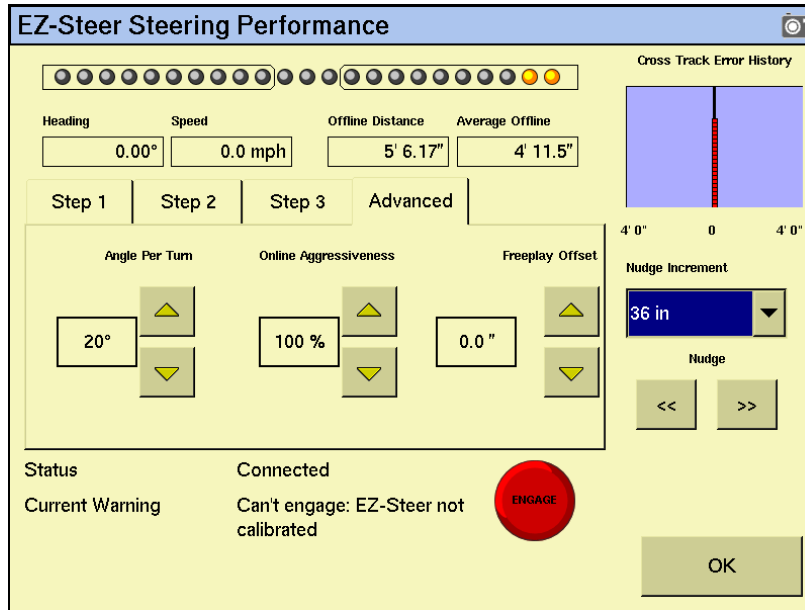 EZ-Steer Steering Performance
Cross Track Error History
Heading Speed Offline Distance Average Offline
0.00° 0.0 mph 5' 6.17" 4' 11.5"
Step 1 Step 2 Step 3 Advanced
4' 0" 0 4' 0"
Angle Per Turn Online Aggressiveness Freeplay Offset
20° 100 % 0.0 "
Nudge Increment
36 in
Nudge
<< >>
Status Connected
Current Warning Can't engage: EZ-Steer not
calibrated
ENGAGE
OK